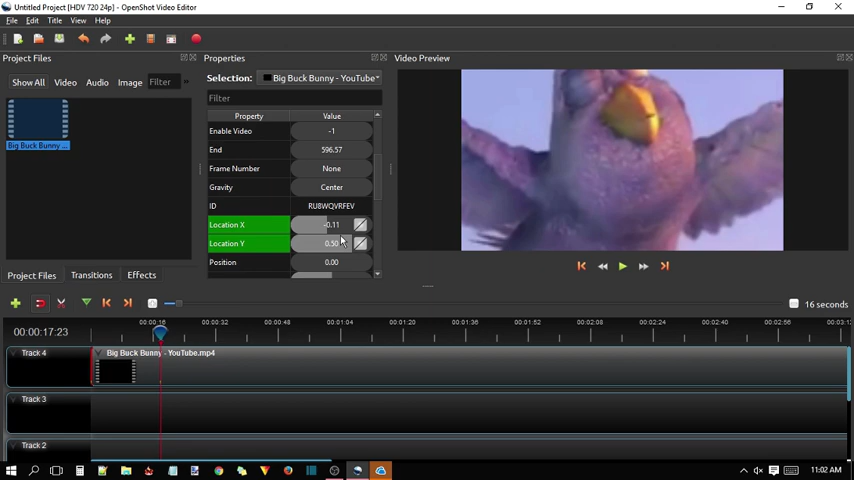 Untitled Project [HDV 720 24p] - OpenShot Video Editor
File Edit Title View Help
Project Files
Properties
Video Preview
Show All Video Audio Image Filter
Selection: Big Buck Bunny - YouTube
Filter
Property Value
Enable Video -1
End 596.57
Frame Number None
Gravity Center
ID RU8WQVRFEV
Location X -0.11
Location Y 0.50
Position 0.00
Big Buck Bunny ...
Project Files Transitions Effects
16 seconds
00:00:17:23
00:00:16 00:00:32 00:00:48 00:01:04 00:01:20 00:01:36 00:01:52 00:02:08 00:02:24 00:02:56
Track 4
Big Buck Bunny - YouTube.mp4
Track 3
Track 2
11:02 AM